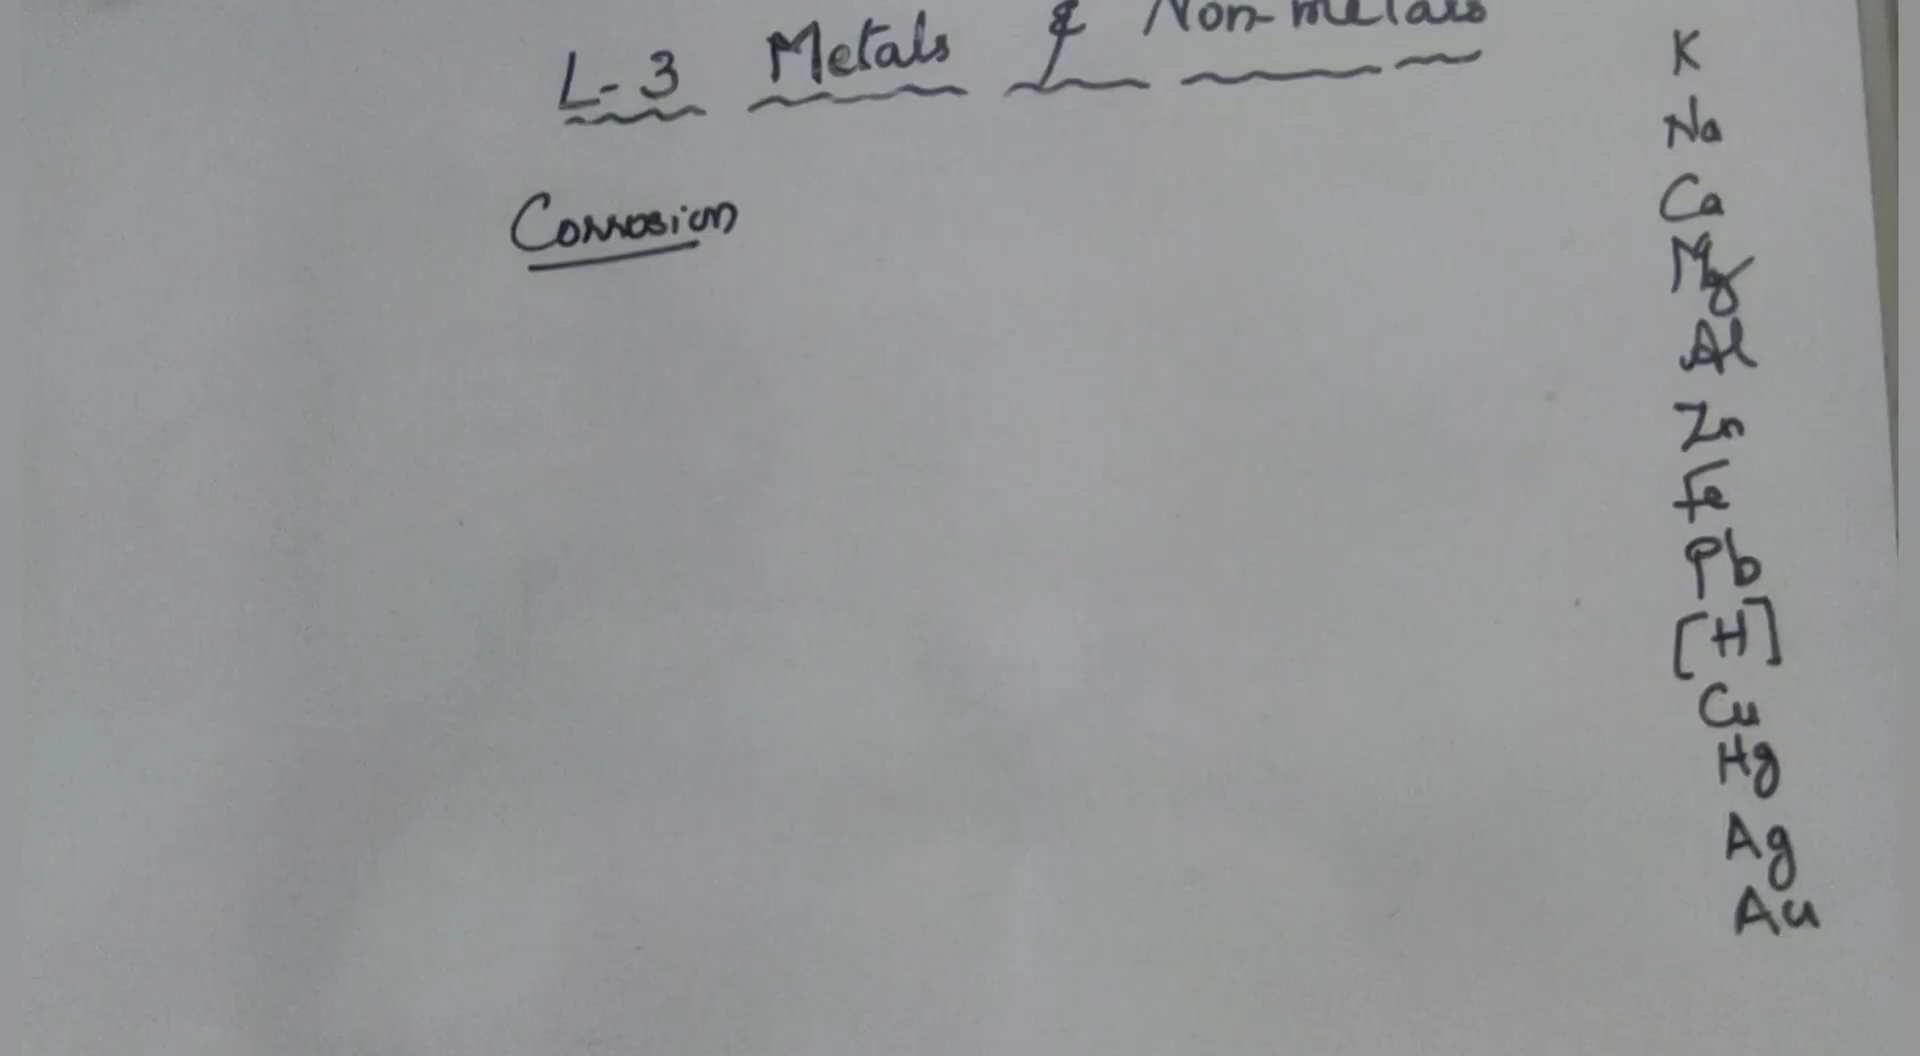 L-3 Metals & Non-metals
Corrosion
K
Na
Ca
Mg
Al
Zn
Fe
Pb
[H]
Cu
Hg
Ag
Au